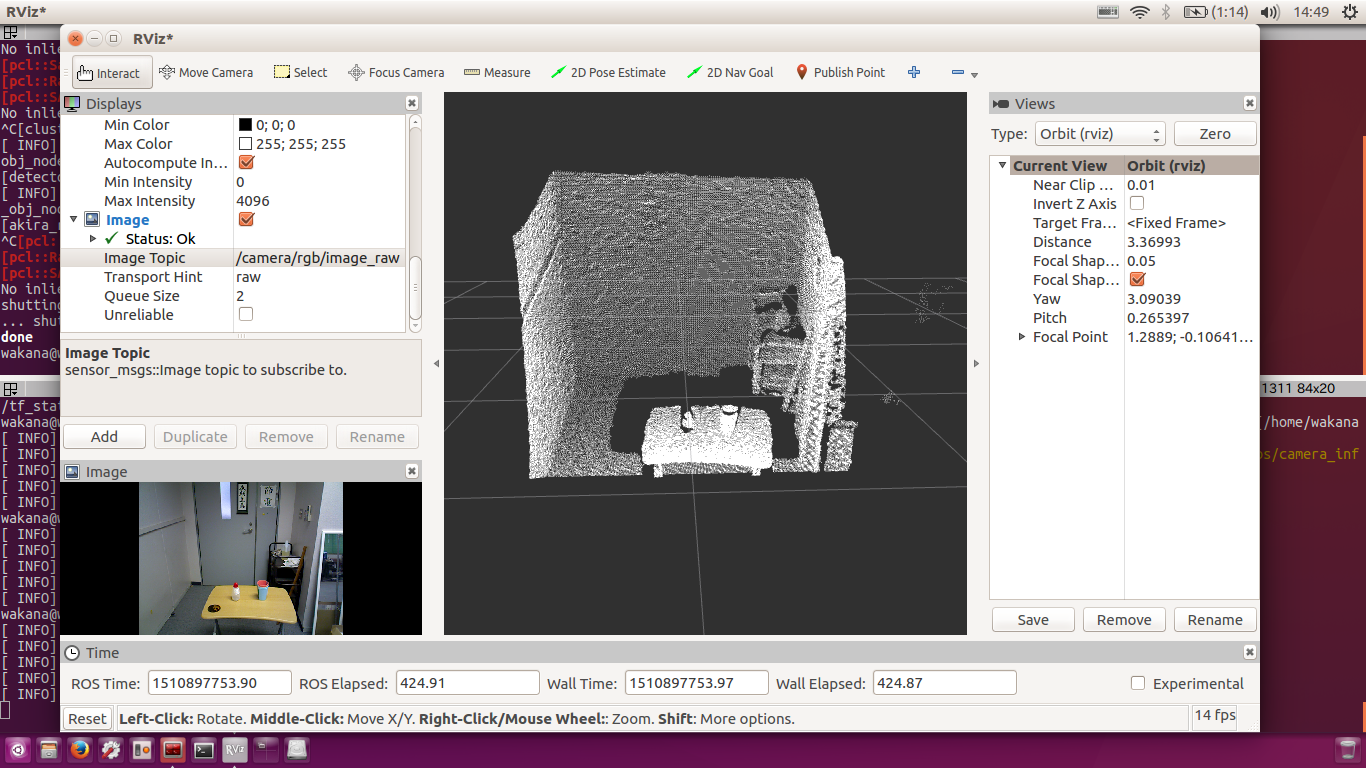 RViz*
(1:14)
14:49
RViz*
Interact
Move Camera
Select
Focus Camera
Measure
2D Pose Estimate
2D Nav Goal
Publish Point
Displays
Min Color 0; 0; 0
Max Color 255; 255; 255
Autocompute In...
Min Intensity 0
Max Intensity 4096
Image
Status: Ok
Image Topic /camera/rgb/image_raw
Transport Hint raw
Queue Size 2
Unreliable
Image Topic
sensor_msgs::Image topic to subscribe to.
Add Duplicate Remove Rename
Image
Views
Type: Orbit (rviz) Zero
Current View Orbit (rviz)
Near Clip ... 0.01
Invert Z Axis
Target Fra... <Fixed Frame>
Distance 3.36993
Focal Shap... 0.05
Focal Shap...
Yaw 3.09039
Pitch 0.265397
Focal Point 1.2889; -0.10641...
Save Remove Rename
Time
ROS Time: 1510897753.90 ROS Elapsed: 424.91 Wall Time: 1510897753.97 Wall Elapsed: 424.87 Experimental
Reset Left-Click: Rotate. Middle-Click: Move X/Y. Right-Click/Mouse Wheel:: Zoom. Shift: More options. 14 fps
No inlie
[pcl::S
[pcl::R
[pcl::S
No inlie
^C[clust
[ INFO]
obj_node
[detecto
[ INFO]
_obj_no
[akira_
^C[pcl:
[pcl::R
[pcl::S
No inlie
shutting
... shut
done
wakana@
/tf_stat
wakana@
[ INFO]
[ INFO]
[ INFO]
[ INFO]
[ INFO]
wakana@
[ INFO]
[ INFO]
[ INFO]
[ INFO]
[ INFO]
wakana@
[ INFO]
[ INFO]
[ INFO]
[ INFO]
[ INFO]
1311 84x20
/home/wakana
os/camera_inf
RViz